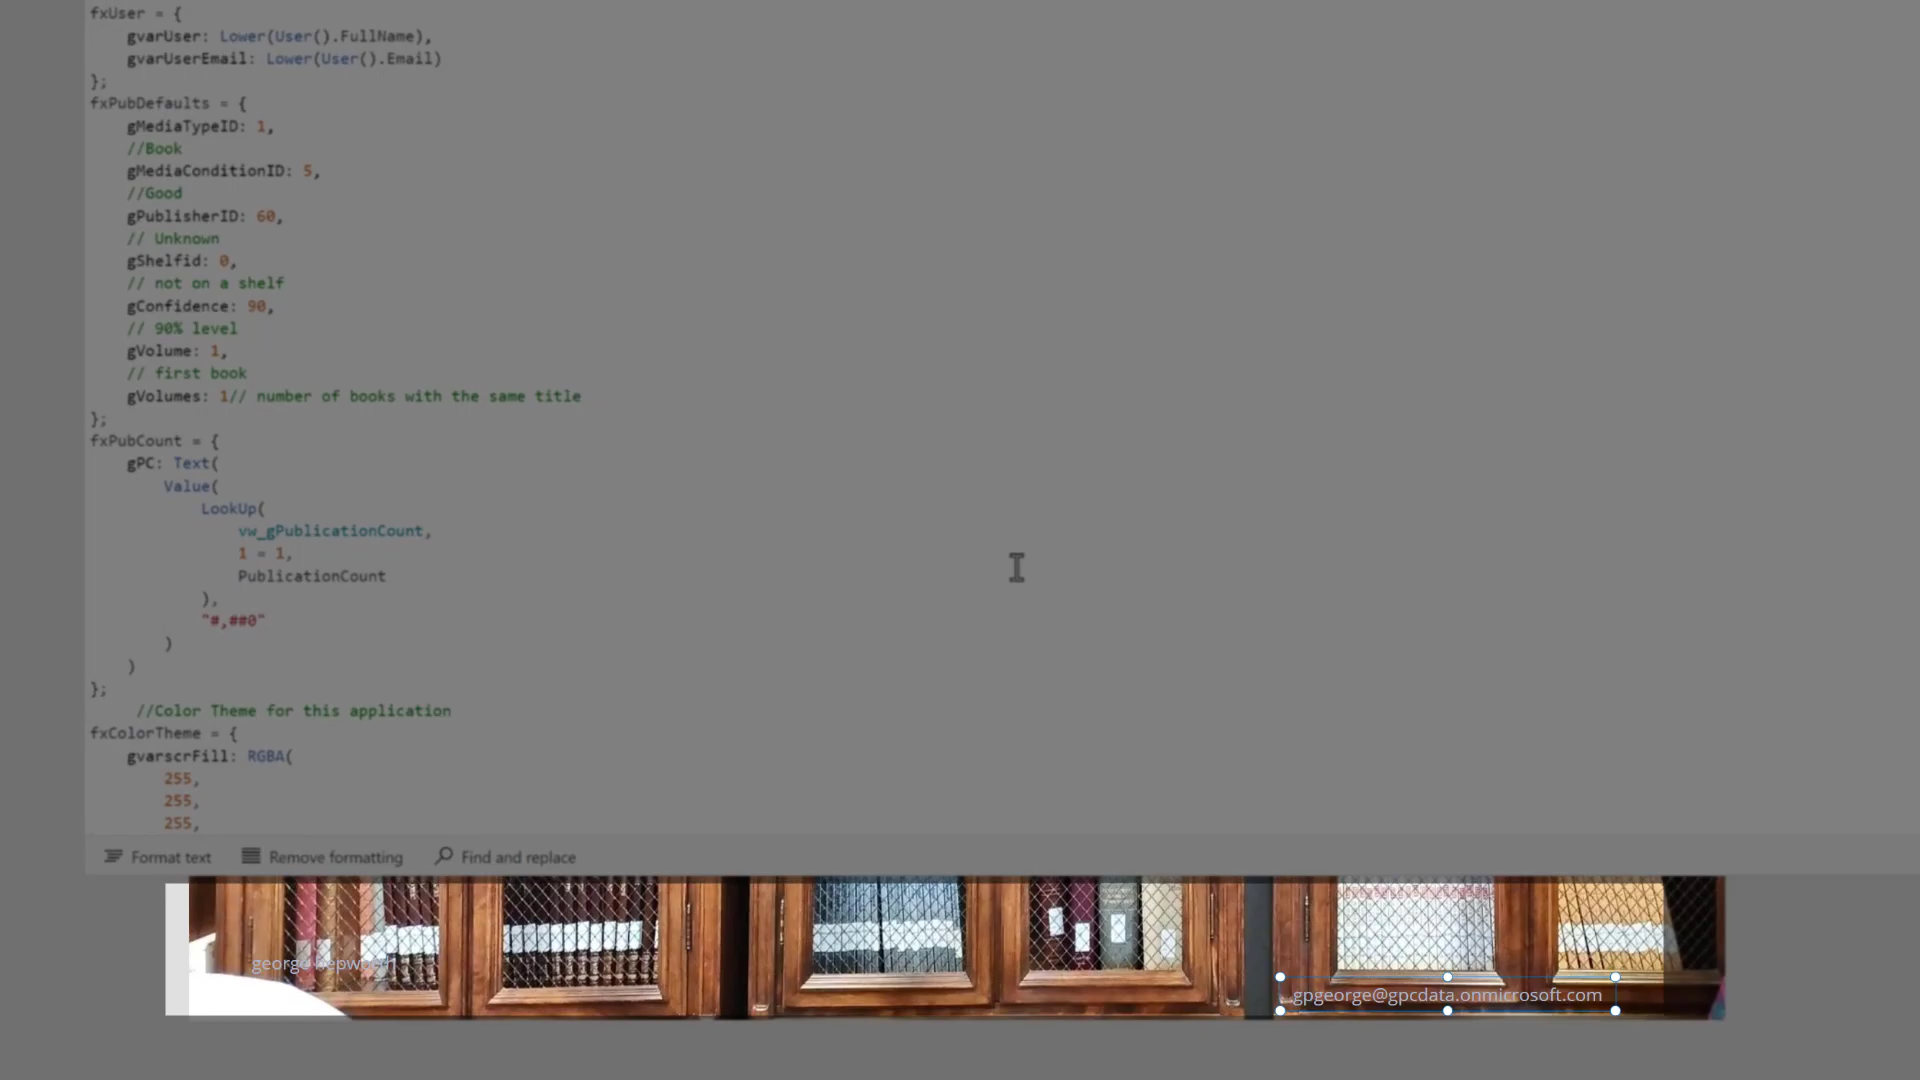 fxUser = {
gvarUser: Lower(User().FullName),
gvarUserEmail: Lower(User().Email)
};
fxPubDefaults = {
gMediaTypeID: 1,
//Book
gMediaConditionID: 5,
//Good
gPublisherID: 60,
// Unknown
gShelfid: 0,
// not on a shelf
gConfidence: 90,
// 90% level
gVolume: 1,
// first book
gVolumes: 1// number of books with the same title
};
fxPubCount = {
gPC: Text(
Value(
LookUp(
vw_gPublicationCount,
1 = 1,
PublicationCount
),
"#,##0"
)
)
};
//Color Theme for this application
fxColorTheme = {
gvarscrFill: RGBA(
255,
255,
255,
Format text Remove formatting Find and replace
george
gpgeorge@gpcdata.onmicrosoft.com